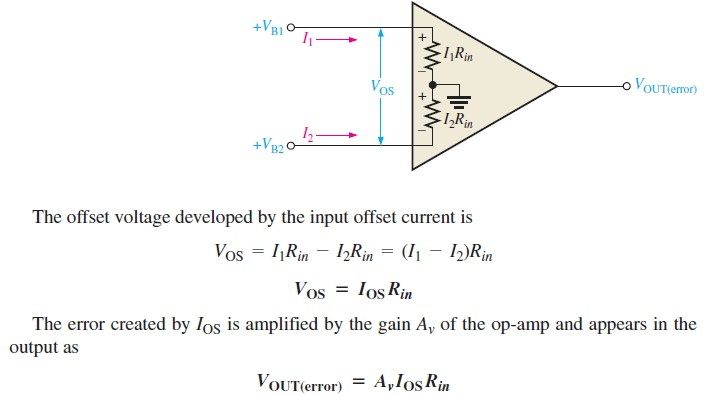 +VB1
I1
+
I1Rin
−
VOS
VOUT(error)
+
I2Rin
I2
−
+VB2
The offset voltage developed by the input offset current is
VOS = I1Rin − I2Rin = (I1 − I2)Rin
VOS = IOSRin
The error created by IOS is amplified by the gain Av of the op-amp and appears in the
output as
VOUT(error) = AvIOSRin